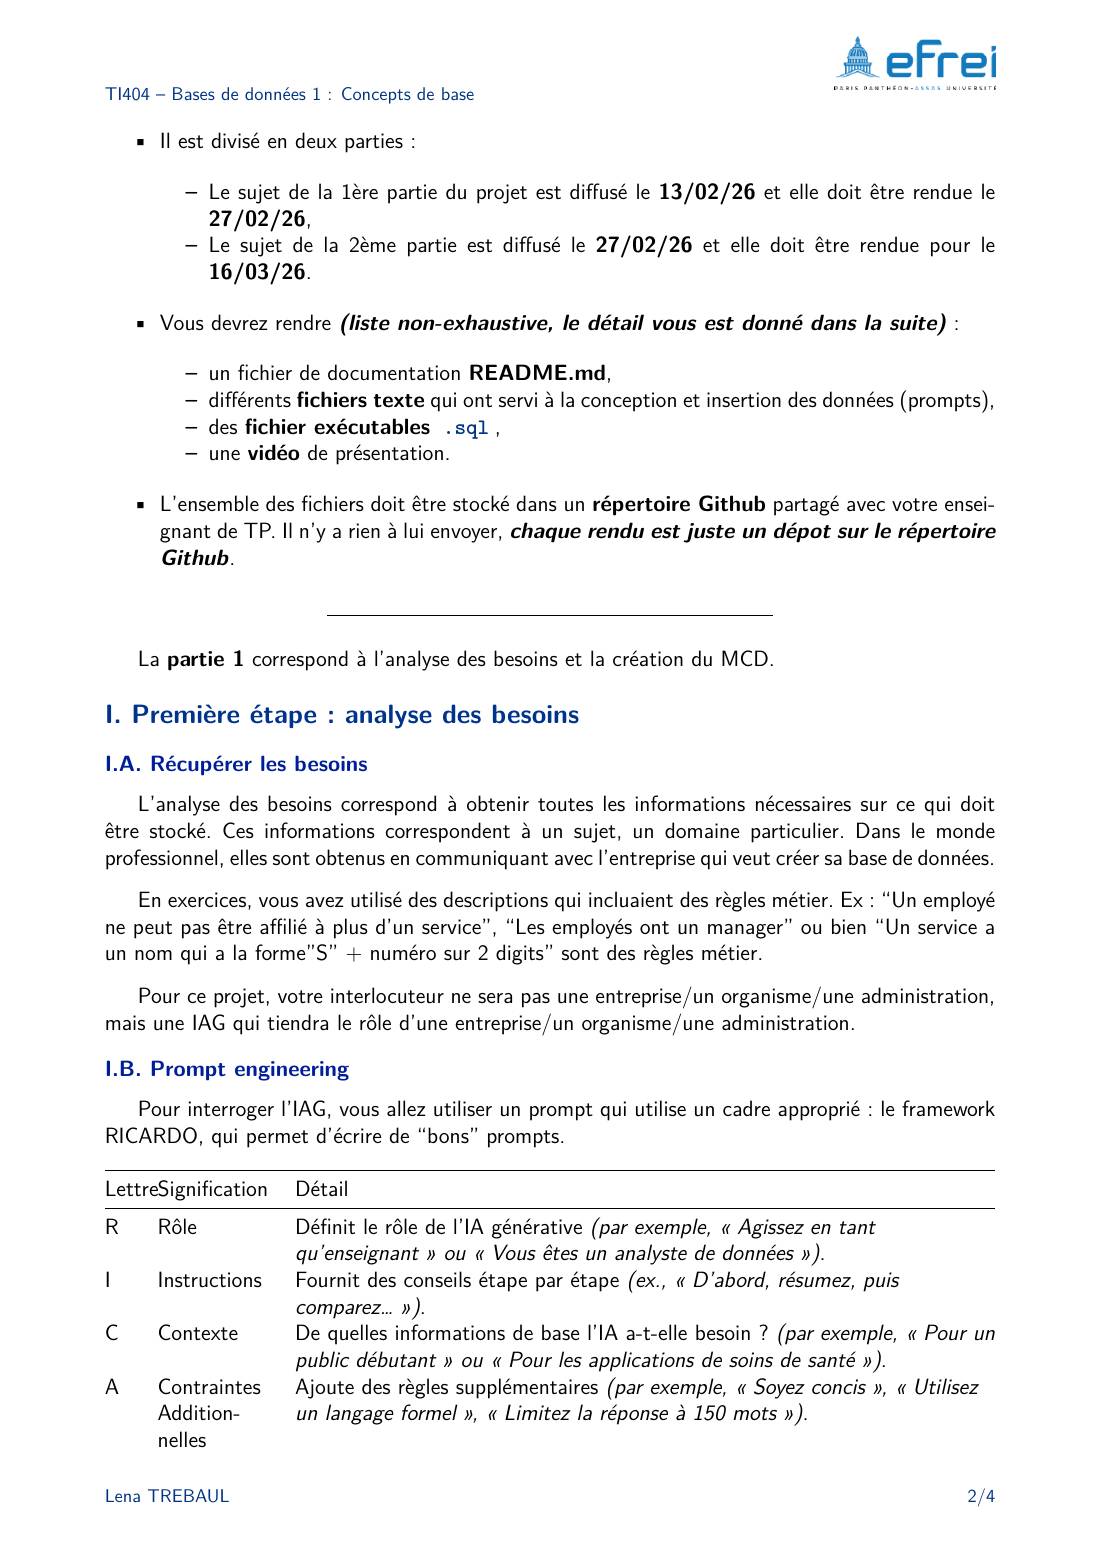 efrei
PARIS PANTHÉON-ASSAS UNIVERSITÉ
TI404 – Bases de données 1 : Concepts de base
▪ Il est divisé en deux parties :
– Le sujet de la 1ère partie du projet est diffusé le 13/02/26 et elle doit être rendue le
27/02/26,
– Le sujet de la 2ème partie est diffusé le 27/02/26 et elle doit être rendue pour le
16/03/26.
▪ Vous devrez rendre (liste non-exhaustive, le détail vous est donné dans la suite) :
– un fichier de documentation README.md,
– différents fichiers texte qui ont servi à la conception et insertion des données (prompts),
– des fichier exécutables .sql ,
– une vidéo de présentation.
▪ L'ensemble des fichiers doit être stocké dans un répertoire Github partagé avec votre ensei-
gnant de TP. Il n'y a rien à lui envoyer, chaque rendu est juste un dépot sur le répertoire
Github.
La partie 1 correspond à l'analyse des besoins et la création du MCD.
I. Première étape : analyse des besoins
I.A. Récupérer les besoins
L'analyse des besoins correspond à obtenir toutes les informations nécessaires sur ce qui doit
être stocké. Ces informations correspondent à un sujet, un domaine particulier. Dans le monde
professionnel, elles sont obtenus en communiquant avec l'entreprise qui veut créer sa base de données.
En exercices, vous avez utilisé des descriptions qui incluaient des règles métier. Ex : “Un employé
ne peut pas être affilié à plus d'un service”, “Les employés ont un manager” ou bien “Un service a
un nom qui a la forme”S” + numéro sur 2 digits” sont des règles métier.
Pour ce projet, votre interlocuteur ne sera pas une entreprise/un organisme/une administration,
mais une IAG qui tiendra le rôle d'une entreprise/un organisme/une administration.
I.B. Prompt engineering
Pour interroger l'IAG, vous allez utiliser un prompt qui utilise un cadre approprié : le framework
RICARDO, qui permet d'écrire de “bons” prompts.
LettreSignification Détail
R Rôle Définit le rôle de l'IA générative (par exemple, « Agissez en tant
qu'enseignant » ou « Vous êtes un analyste de données »).
I Instructions Fournit des conseils étape par étape (ex., « D'abord, résumez, puis
comparez… »).
C Contexte De quelles informations de base l'IA a-t-elle besoin ? (par exemple, « Pour un
public débutant » ou « Pour les applications de soins de santé »).
A Contraintes Ajoute des règles supplémentaires (par exemple, « Soyez concis », « Utilisez
Addition- un langage formel », « Limitez la réponse à 150 mots »).
nelles
Lena TREBAUL 2/4